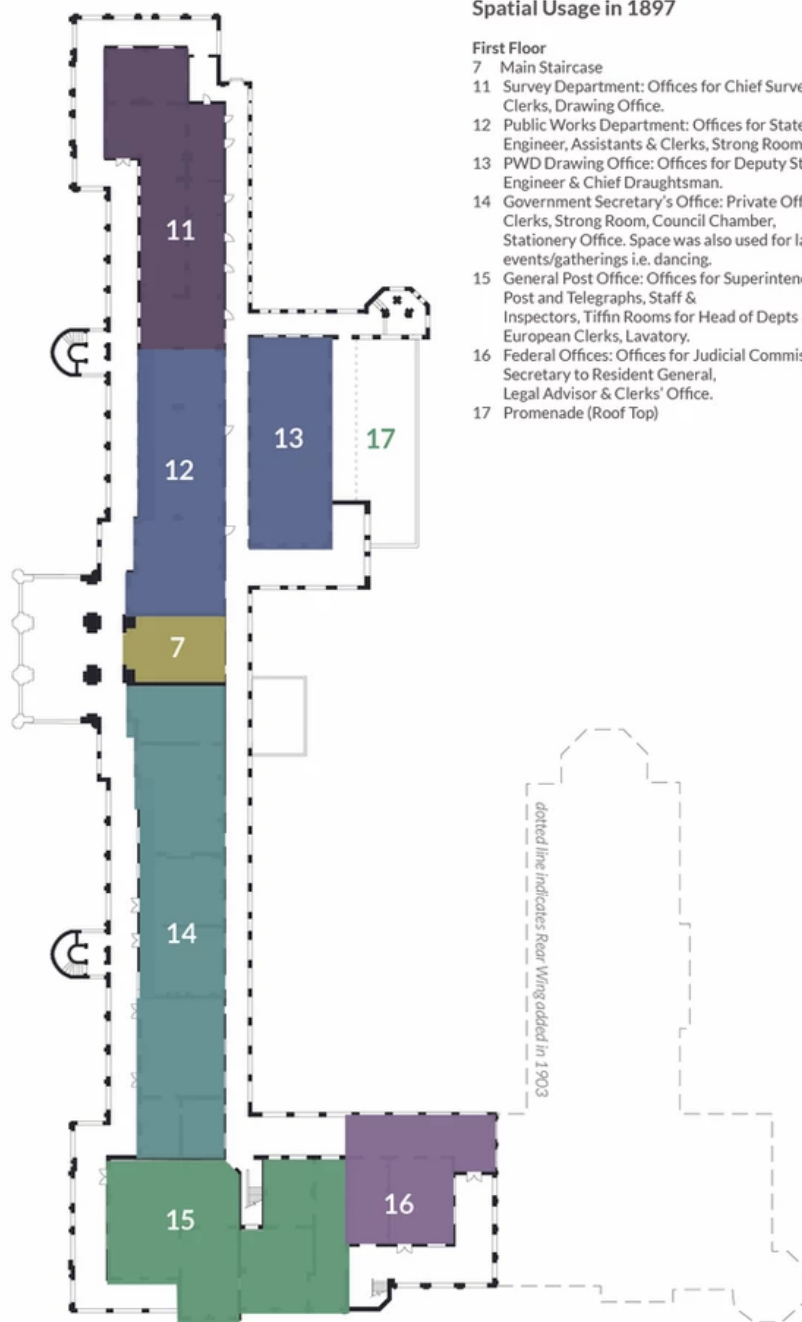 Spatial Usage in 1897
First Floor
7 Main Staircase
11 Survey Department: Offices for Chief Surve
Clerks, Drawing Office.
12 Public Works Department: Offices for State
Engineer, Assistants & Clerks, Strong Room
13 PWD Drawing Office: Offices for Deputy St
Engineer & Chief Draughtsman.
14 Government Secretary's Office: Private Off
Clerks, Strong Room, Council Chamber,
Stationery Office. Space was also used for la
events/gatherings i.e. dancing.
15 General Post Office: Offices for Superinten
Post and Telegraphs, Staff &
Inspectors, Tiffin Rooms for Head of Depts
European Clerks, Lavatory.
16 Federal Offices: Offices for Judicial Commis
Secretary to Resident General,
Legal Advisor & Clerks' Office.
17 Promenade (Roof Top)
11
13
17
12
7
14
dotted line indicates Rear Wing added in 1903
16
15